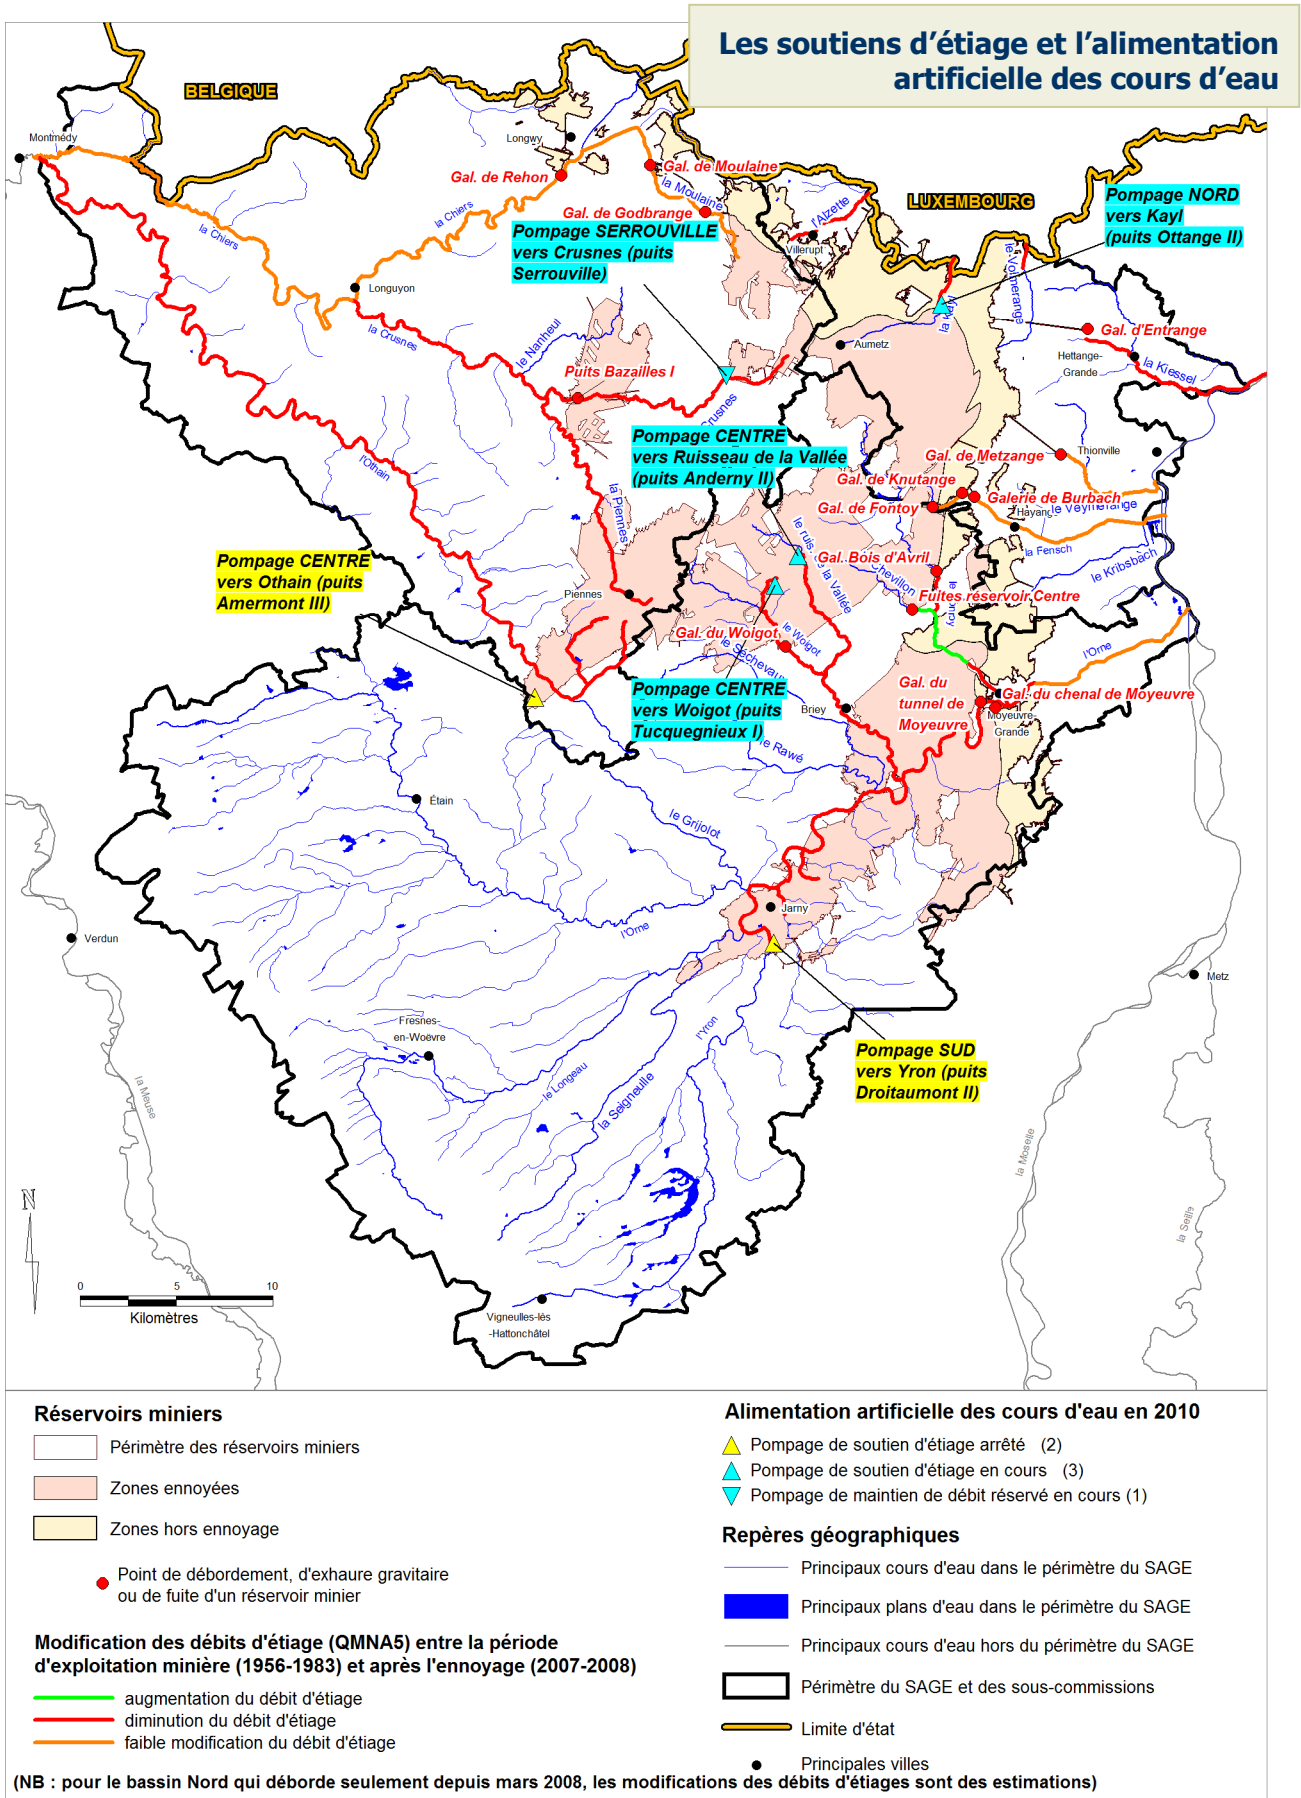 Les soutiens d'étiage et l'alimentation
artificielle des cours d'eau
BELGIQUE
Montmédy
Longwy
Gal. de Rehon
Gal. de Moulaine
la Moulaine
Gal. de Godbrange
l'Alzette
Villerupt
LUXEMBOURG
Pompage NORD
vers Kayl
(puits Ottange II)
Pompage SERROUVILLE
vers Crusnes (puits
Serrouville)
la Chiers
la Chiers
Longuyon
la Crusnes
le Nanheul
le Volmerange
la Kayl
Aumetz
Gal. d'Entrange
Hettange-
Grande
la Kiessel
Puits Bazailles I
Crusnes
Pompage CENTRE
vers Ruisseau de la Vallée
(puits Anderny II)
Gal. de Metzange
Thionville
Gal. de Knutange
Galerie de Burbach
Gal. de Fontoy
Hayange
le Veymerange
la Fensch
le Kribsbach
l'Othain
la Piennes
le ruis. de la Vallée
Gal. Bois d'Avril
Chevillon
Fuites réservoir Centre
Pompage CENTRE
vers Othain (puits
Amermont III)
Piennes
Gal. du Woigot
le Woigot
l'Orne
Pompage CENTRE
vers Woigot (puits
Tucquegnieux I)
Briey
Gal. du
tunnel de
Moyeuvre
Gal. du chenal de Moyeuvre
Moyeuvre-
Grande
le Rawé
Étain
le Grijolot
Jarny
l'Orne
Verdun
Metz
Fresnes-
en-Woëvre
l'Yron
Pompage SUD
vers Yron (puits
Droitaumont II)
le Longeau
la Seigneulle
la Meuse
la Moselle
la Seille
N
0 5 10
Kilomètres
Vigneulles-lès
-Hattonchâtel
Réservoirs miniers
Périmètre des réservoirs miniers
Zones ennoyées
Zones hors ennoyage
Point de débordement, d'exhaure gravitaire
ou de fuite d'un réservoir minier
Modification des débits d'étiage (QMNA5) entre la période
d'exploitation minière (1956-1983) et après l'ennoyage (2007-2008)
augmentation du débit d'étiage
diminution du débit d'étiage
faible modification du débit d'étiage
Alimentation artificielle des cours d'eau en 2010
Pompage de soutien d'étiage arrêté (2)
Pompage de soutien d'étiage en cours (3)
Pompage de maintien de débit réservé en cours (1)
Repères géographiques
Principaux cours d'eau dans le périmètre du SAGE
Principaux plans d'eau dans le périmètre du SAGE
Principaux cours d'eau hors du périmètre du SAGE
Périmètre du SAGE et des sous-commissions
Limite d'état
Principales villes
(NB : pour le bassin Nord qui déborde seulement depuis mars 2008, les modifications des débits d'étiages sont des estimations)